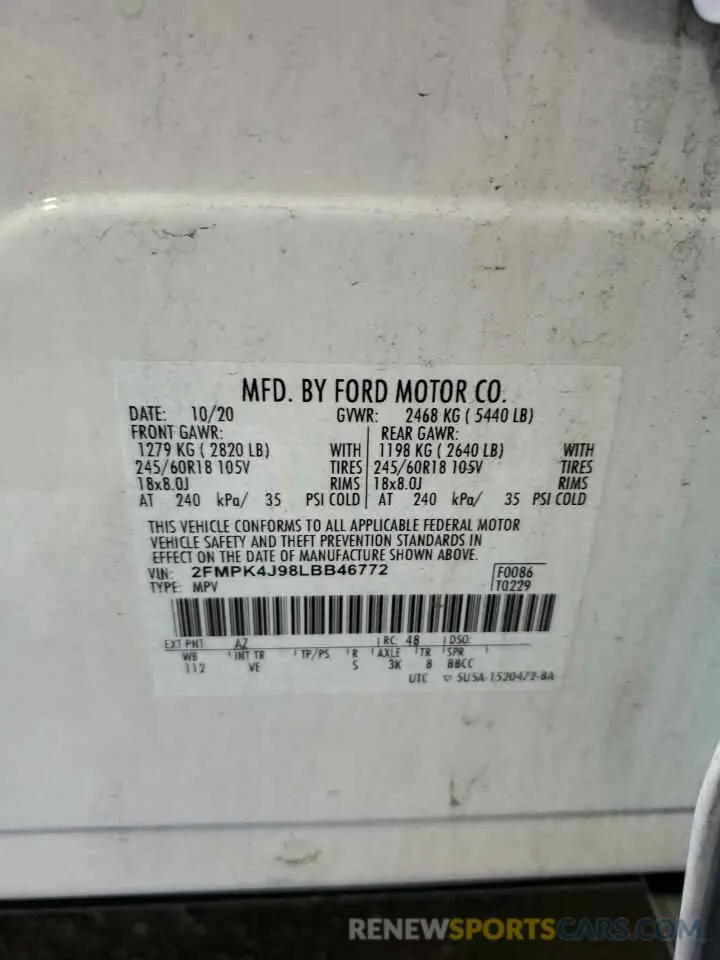 MFD. BY FORD MOTOR CO.
DATE: 10/20 GVWR: 2468 KG ( 5440 LB)
FRONT GAWR: REAR GAWR:
1279 KG ( 2820 LB) WITH 1198 KG ( 2640 LB) WITH
245/60R18 105V TIRES 245/60R18 105V TIRES
18x8.0J RIMS 18x8.0J RIMS
AT 240 kPa/ 35 PSI COLD AT 240 kPa/ 35 PSI COLD
THIS VEHICLE CONFORMS TO ALL APPLICABLE FEDERAL MOTOR
VEHICLE SAFETY AND THEFT PREVENTION STANDARDS IN
EFFECT ON THE DATE OF MANUFACTURE SHOWN ABOVE.
VIN: 2FMPK4J98LBB46772 F0086
TYPE: MPV T0229
EXT PNT AZ RC: 48 DSO:
WB INT TR TP/PS R AXLE TR SPR
112 VE 5 3K 8 BBCC
UTC ▽ 5U5A-1520472-BA
RENEWSPORTSCARS.COM